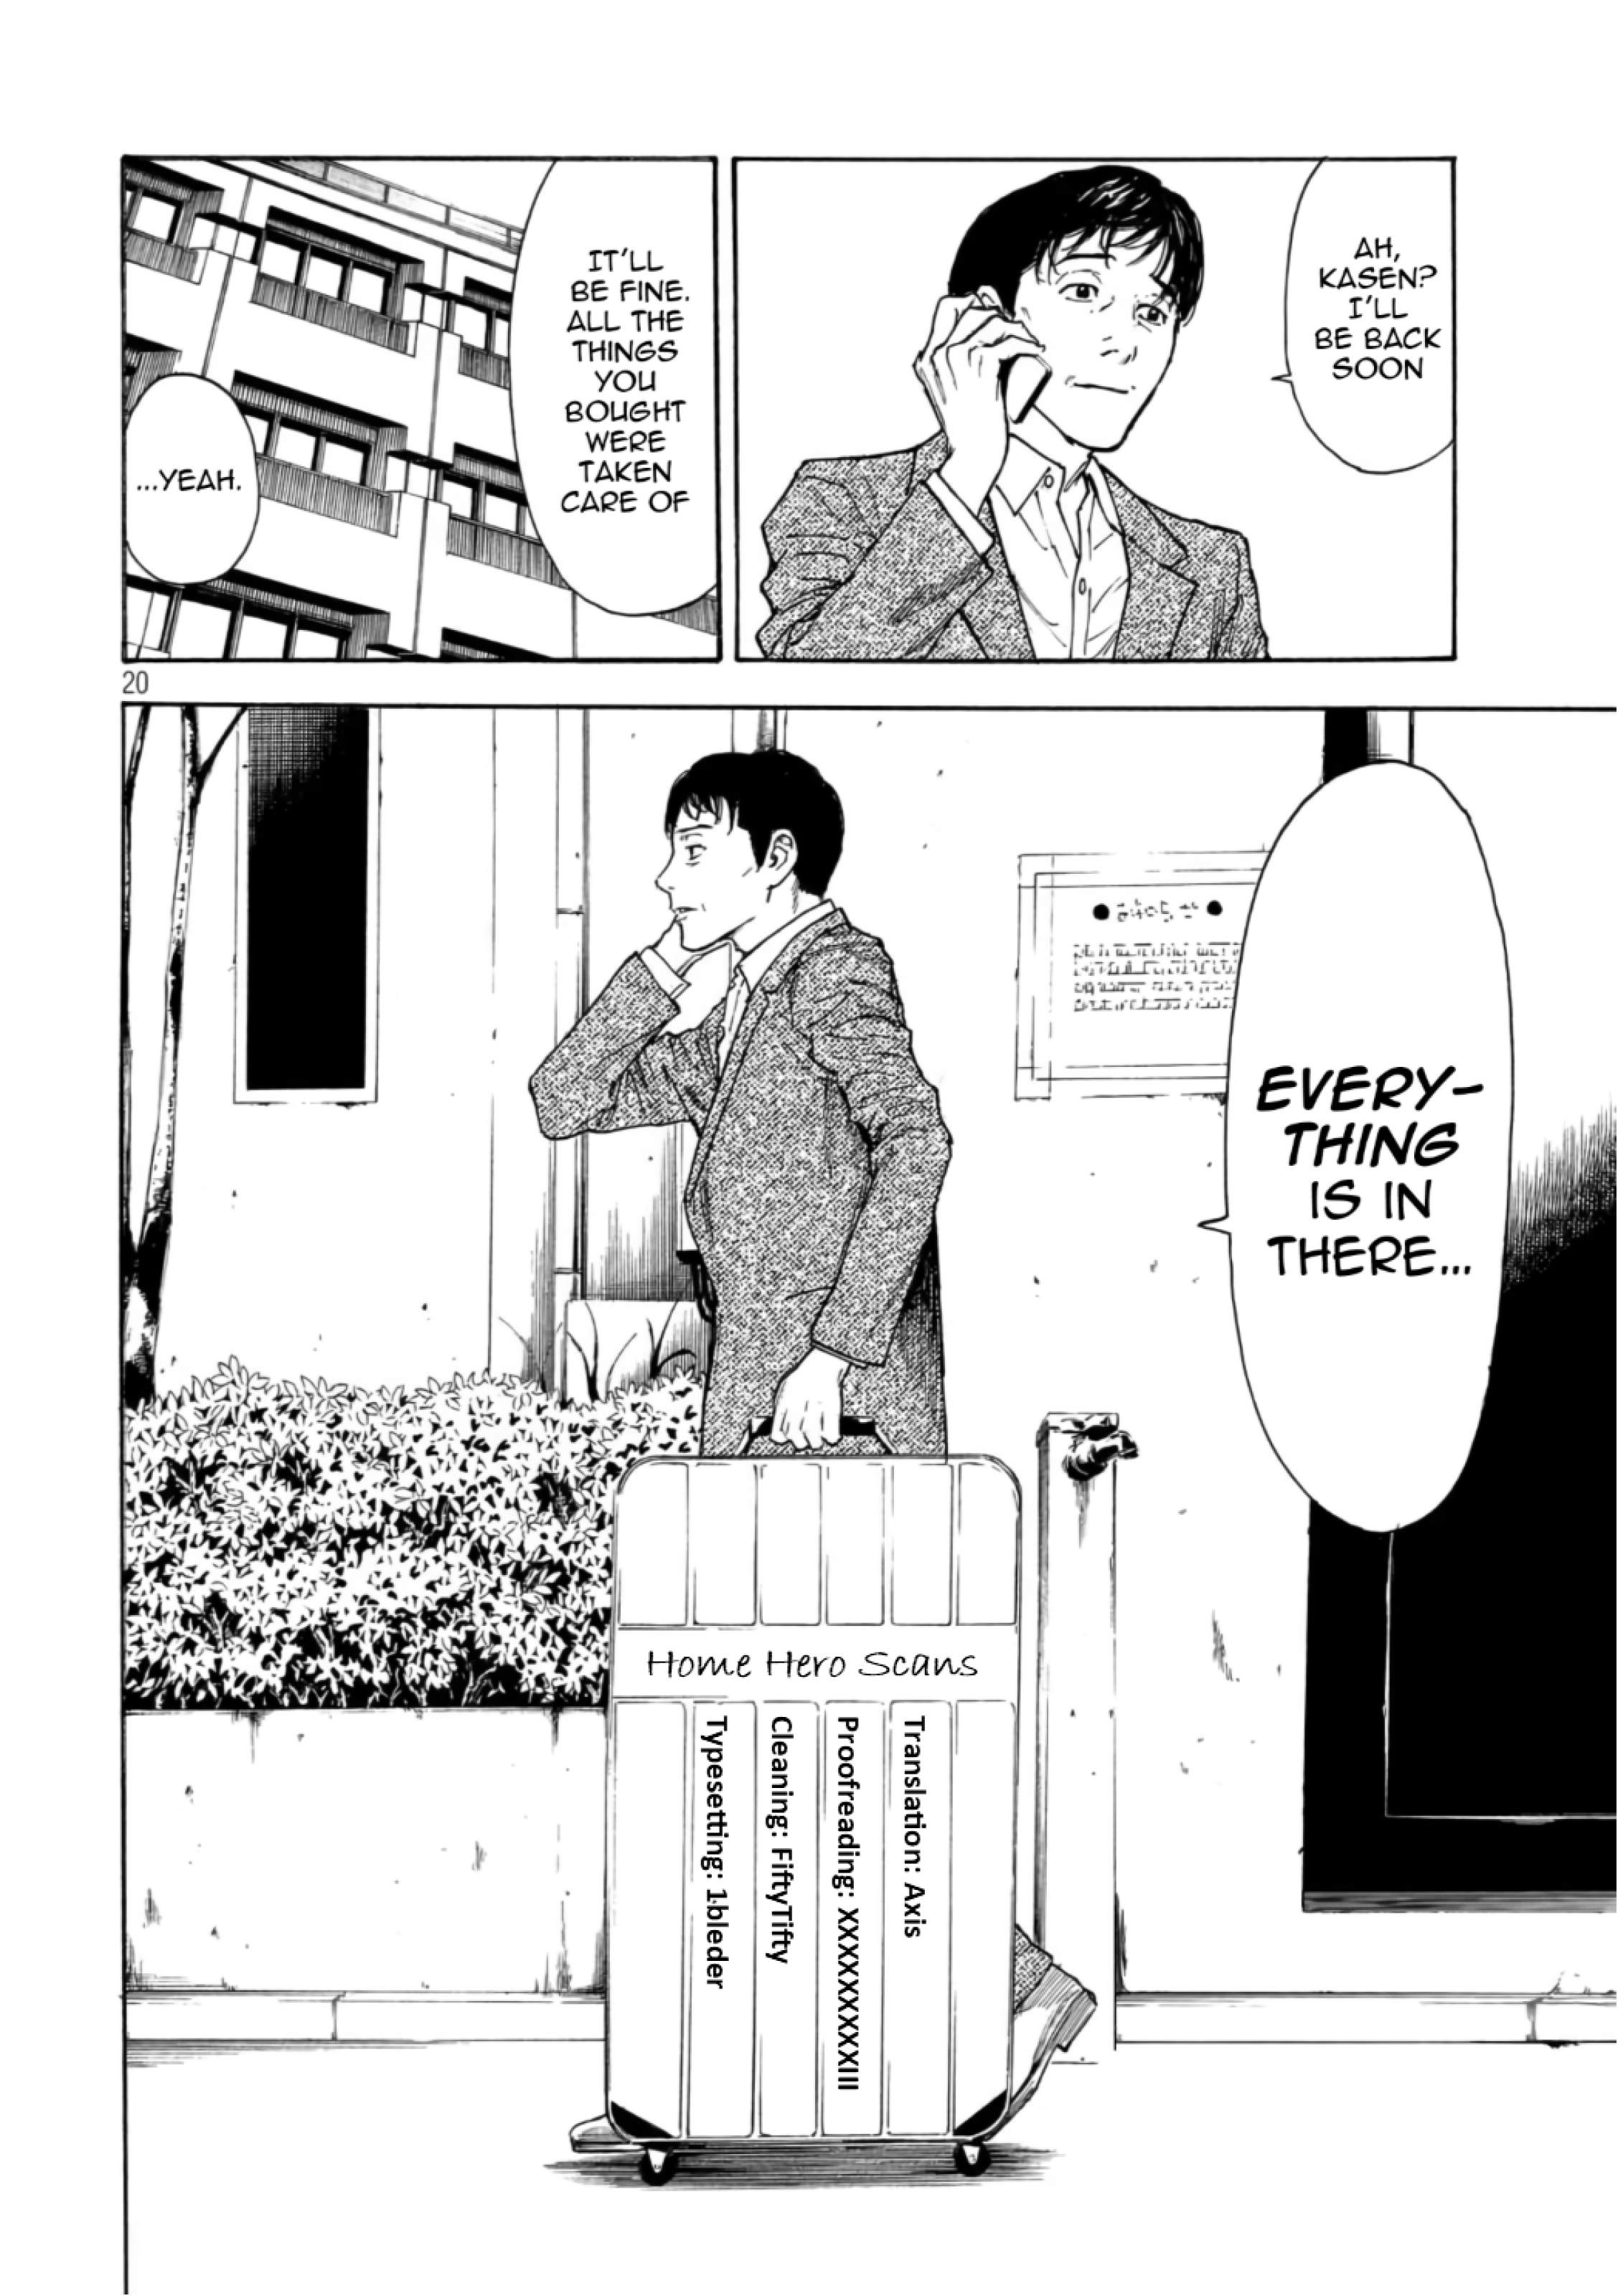 AH,
KASEN?
I'LL
BE BACK
SOON
IT'LL
BE FINE.
ALL THE
THINGS
YOU
BOUGHT
WERE
TAKEN
CARE OF
...YEAH.
20
EVERY-
THING
IS IN
THERE...
Home Hero Scans
Translation: Axis
Proofreading: XXXXXXXXXIII
Cleaning: FiftyTifty
Typesetting: 1bleder